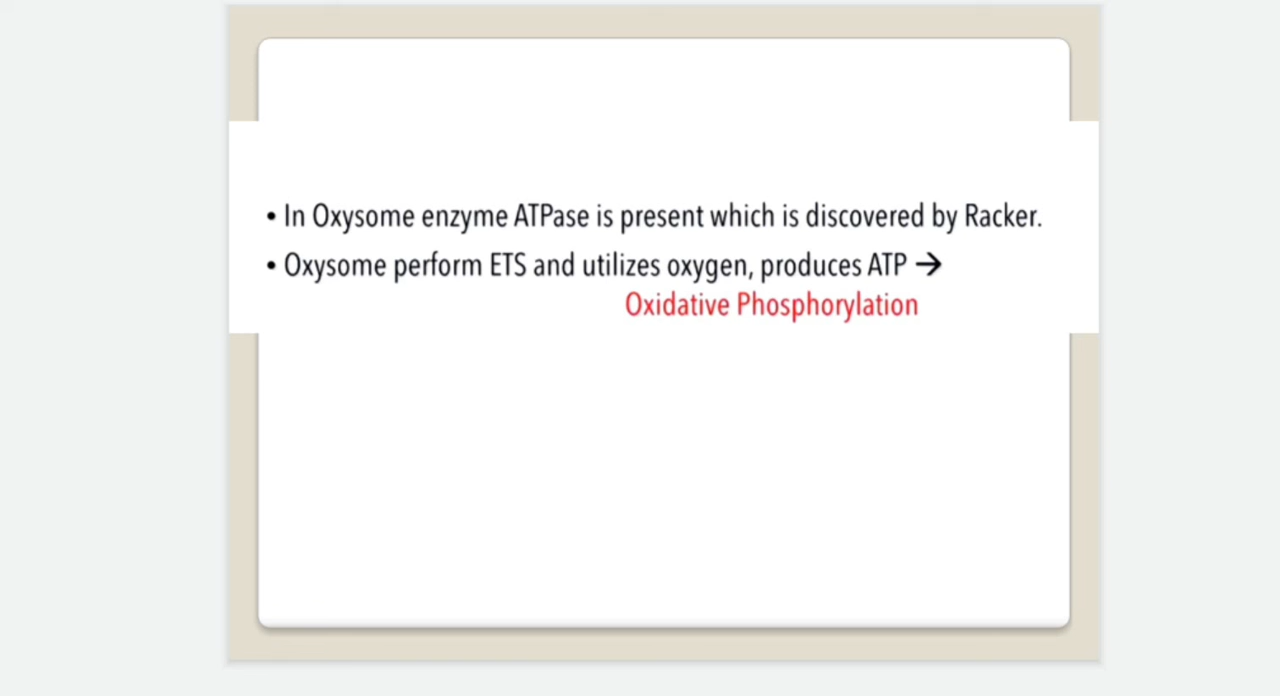 • In Oxysome enzyme ATPase is present which is discovered by Racker.
• Oxysome perform ETS and utilizes oxygen, produces ATP →
Oxidative Phosphorylation